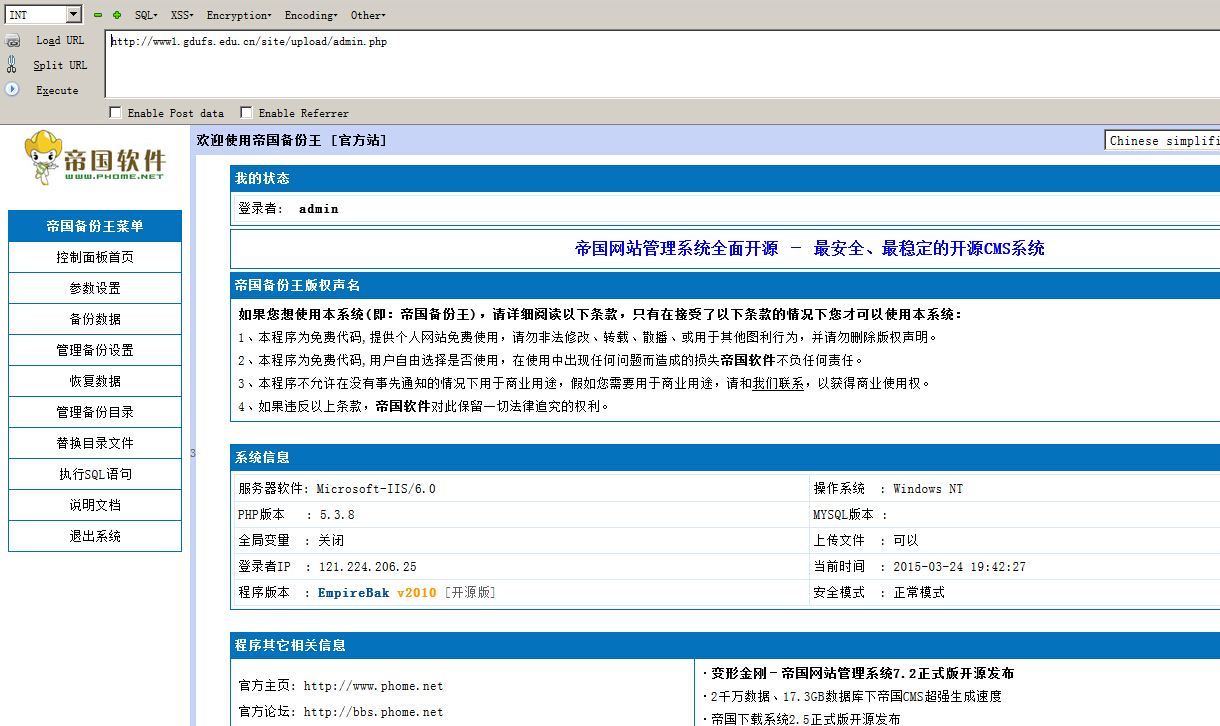 INT SQL XSS Encryption Encoding Other
Load URL
Split URL
Execute
http://www1.gdufs.edu.cn/site/upload/admin.php
Enable Post data Enable Referrer
帝国软件
WWW.PHOME.NET
帝国备份王菜单
控制面板首页
参数设置
备份数据
管理备份设置
恢复数据
管理备份目录
替换目录文件
执行SQL语句
说明文档
退出系统
3
欢迎使用帝国备份王 [官方站]
Chinese simplifi
我的状态
登录者: admin
帝国网站管理系统全面开源 － 最安全、最稳定的开源CMS系统
帝国备份王版权声名
如果您想使用本系统(即: 帝国备份王)，请详细阅读以下条款，只有在接受了以下条款的情况下您才可以使用本系统:
1、本程序为免费代码,提供个人网站免费使用，请勿非法修改、转载、散播、或用于其他图利行为，并请勿删除版权声明。
2、本程序为免费代码,用户自由选择是否使用，在使用中出现任何问题而造成的损失帝国软件不负任何责任。
3、本程序不允许在没有事先通知的情况下用于商业用途，假如您需要用于商业用途，请和我们联系，以获得商业使用权。
4、如果违反以上条款，帝国软件对此保留一切法律追究的权利。
系统信息
服务器软件: Microsoft-IIS/6.0 操作系统 : Windows NT
PHP版本 : 5.3.8 MYSQL版本 :
全局变量 : 关闭 上传文件 : 可以
登录者IP : 121.224.206.25 当前时间 : 2015-03-24 19:42:27
程序版本 : EmpireBak v2010 [开源版] 安全模式 : 正常模式
程序其它相关信息
官方主页: http://www.phome.net
官方论坛: http://bbs.phome.net
·变形金刚－帝国网站管理系统7.2正式版开源发布
·2千万数据、17.3GB数据库下帝国CMS超强生成速度
·帝国下载系统2.5正式版开源发布